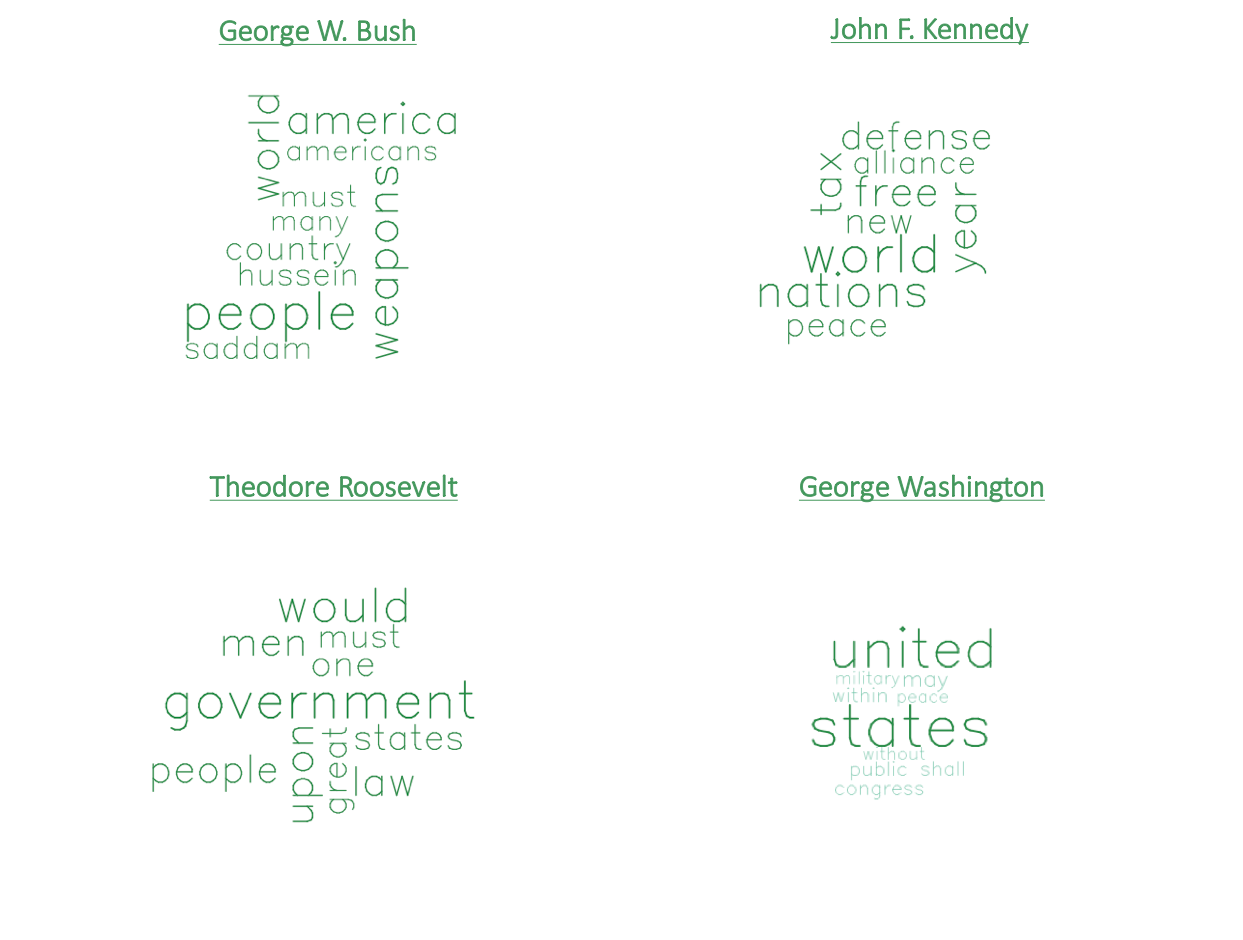 George W. Bush
world
america
americans
weapons
must
many
country
hussein
people
saddam
John F. Kennedy
defense
alliance
tax
free
year
new
world
nations
peace
Theodore Roosevelt
would
men
must
one
government
upon
great
states
people
law
George Washington
united
military may
within peace
states
without
public shall
congress